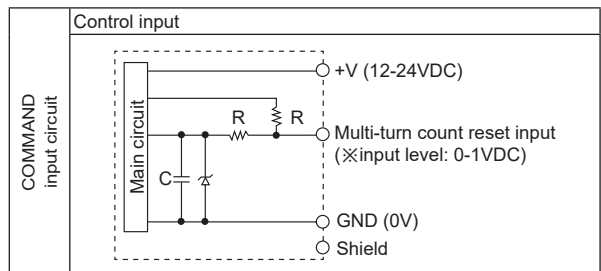 Control input
COMMAND
input circuit
Main circuit
+V (12-24VDC)
R
R
Multi-turn count reset input
(※input level: 0-1VDC)
C
GND (0V)
Shield